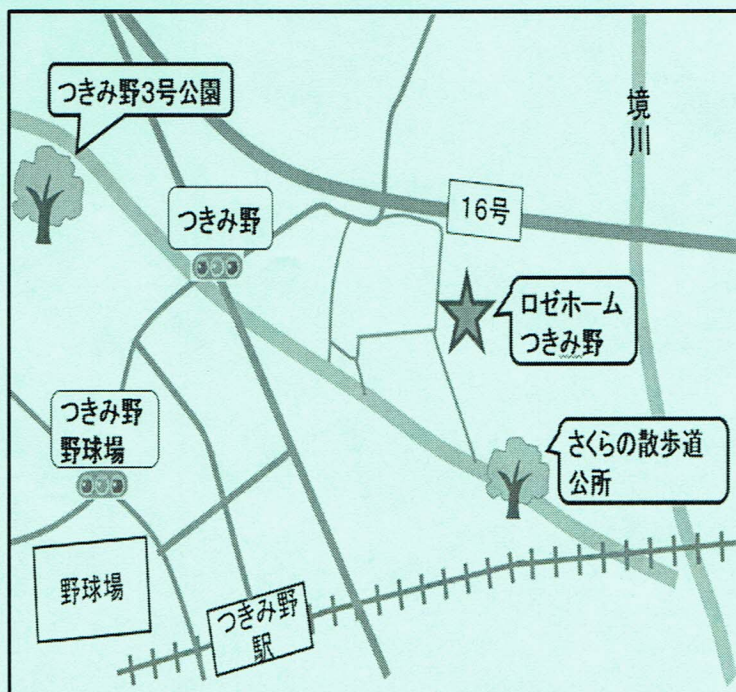 つきみ野3号公園
境川
つきみ野
16号
ロゼホーム
つきみ野
つきみ野
野球場
さくらの散歩道
公所
野球場
つきみ野
駅